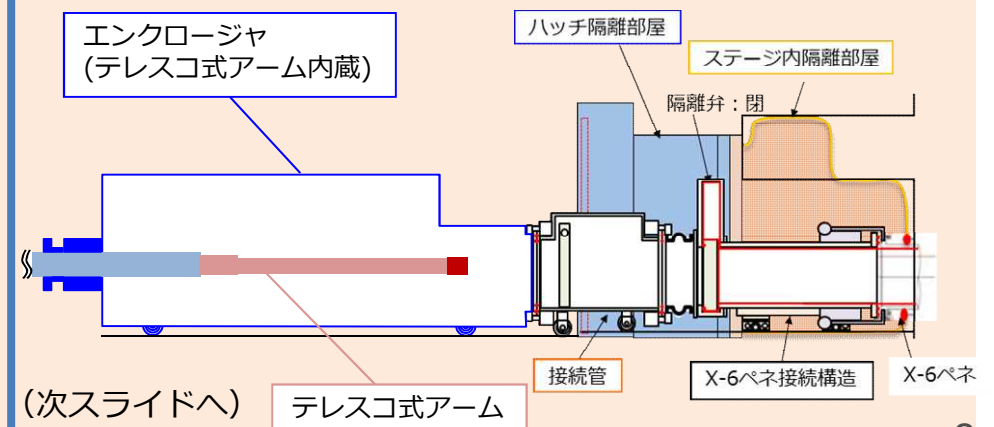 エンクロージャ
(テレスコ式アーム内蔵)
ハッチ隔離部屋
ステージ内隔離部屋
隔離弁：閉
接続管
X-6ペネ接続構造
X-6ペネ
(次スライドへ)
テレスコ式アーム